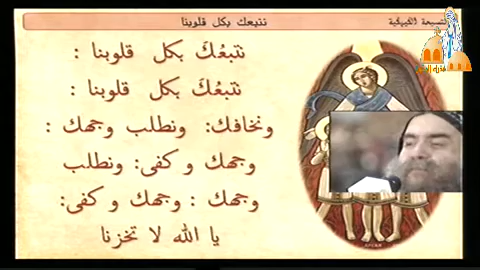 نتبعك بكل قلوبنا
تسبحة الكيهكية
نتبعُكَ بكل قلوبنا :
نتبعُكَ بكل قلوبنا :
ونخافك: ونطلب وجهك :
وجهك و كفى: ونطلب
وجهك : وجهك و كفى:
يا الله لا تخزنا